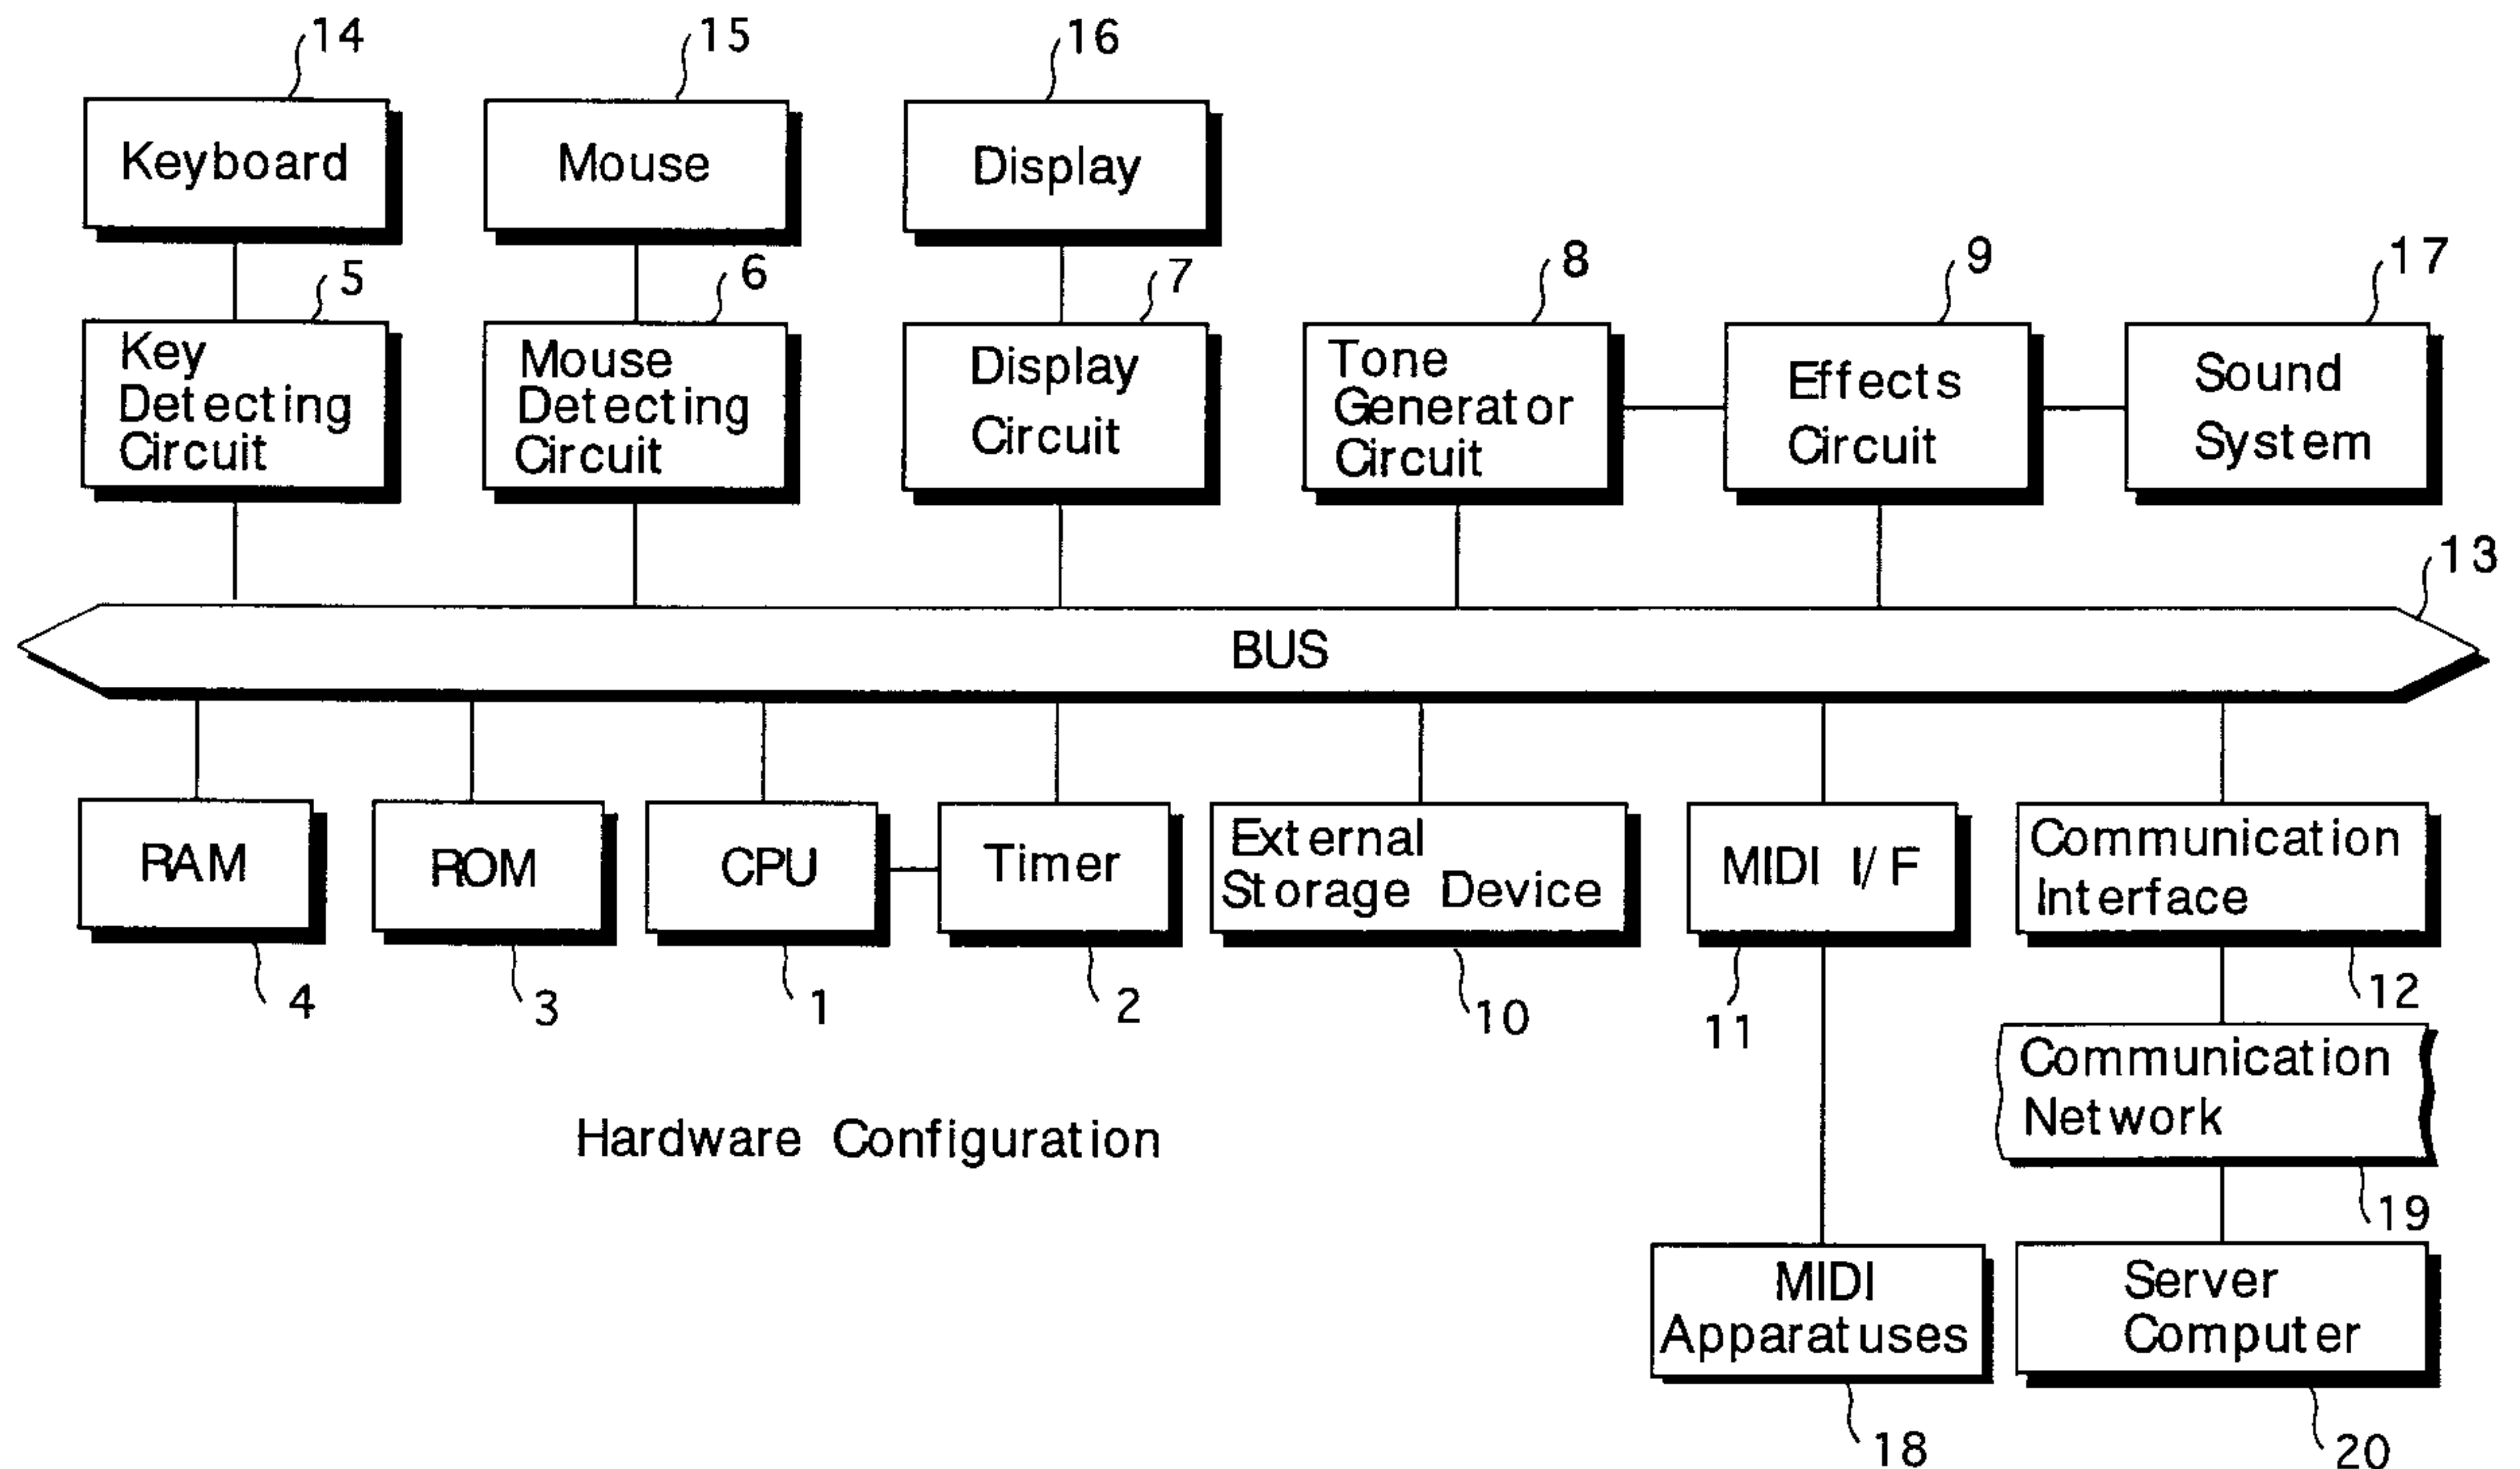 14
15
16
Keyboard
Mouse
Display
5
6
7
8
9
17
Key
Detecting
Circuit
Mouse
Detecting
Circuit
Display
Circuit
Tone
Generator
Circuit
Effects
Circuit
Sound
System
13
BUS
RAM
ROM
CPU
Timer
External
Storage Device
MIDI I/F
Communication
Interface
4
3
1
2
10
11
12
Communication
Network
Hardware Configuration
19
MIDI
Apparatuses
Server
Computer
18
20